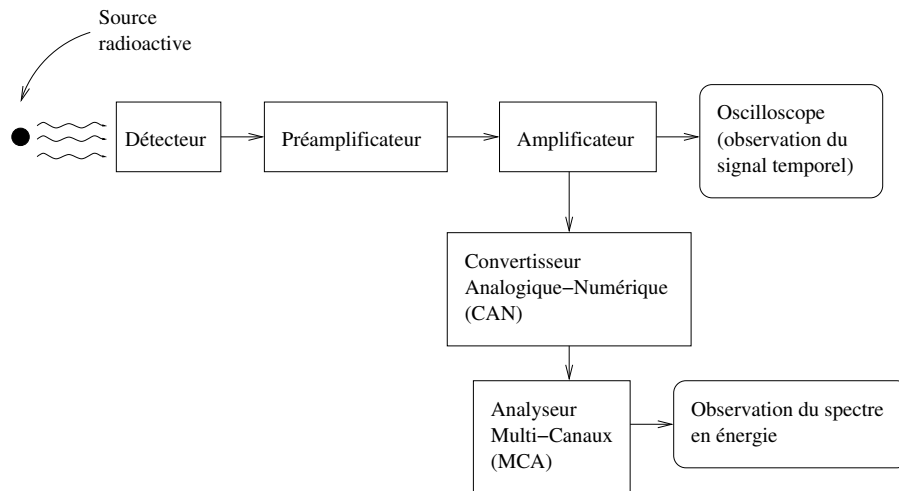 Source
radioactive
Détecteur
Préamplificateur
Amplificateur
Oscilloscope
(observation du
signal temporel)
Convertisseur
Analogique−Numérique
(CAN)
Analyseur
Multi−Canaux
(MCA)
Observation du spectre
en énergie